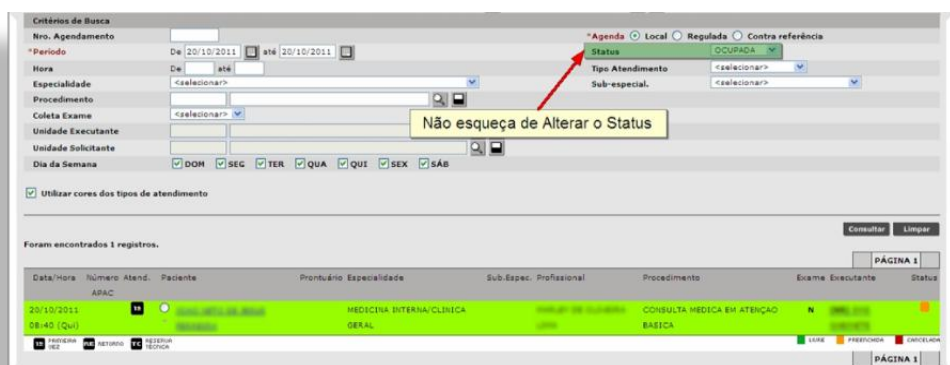 Critérios de Busca
Nro. Agendamento
*Agenda Local Regulada Contra referência
*Período De 20/10/2011 até 20/10/2011
Status OCUPADA
Hora De até
Tipo Atendimento <selecionar>
Especialidade <selecionar>
Sub-especial. <selecionar>
Procedimento
Coleta Exame <selecionar>
Não esqueça de Alterar o Status
Unidade Executante
Unidade Solicitante
Dia da Semana DOM SEG TER QUA QUI SEX SÁB
Utilizar cores dos tipos de atendimento
Consultar Limpar
Foram encontrados 1 registros.
PÁGINA 1
Data/Hora Número Atend. Paciente Prontuário Especialidade Sub.Espec. Profissional Procedimento Exame Executante Status
APAC
20/10/2011 1ª MEDICINA INTERNA/CLINICA CONSULTA MEDICA EM ATENÇAO N
08:40 (Qui) GERAL BASICA
1ª PRIMEIRA VEZ RE RETORNO TC RESERVA TÉCNICA LIVRE PREENCHIDA CANCELADA
PÁGINA 1